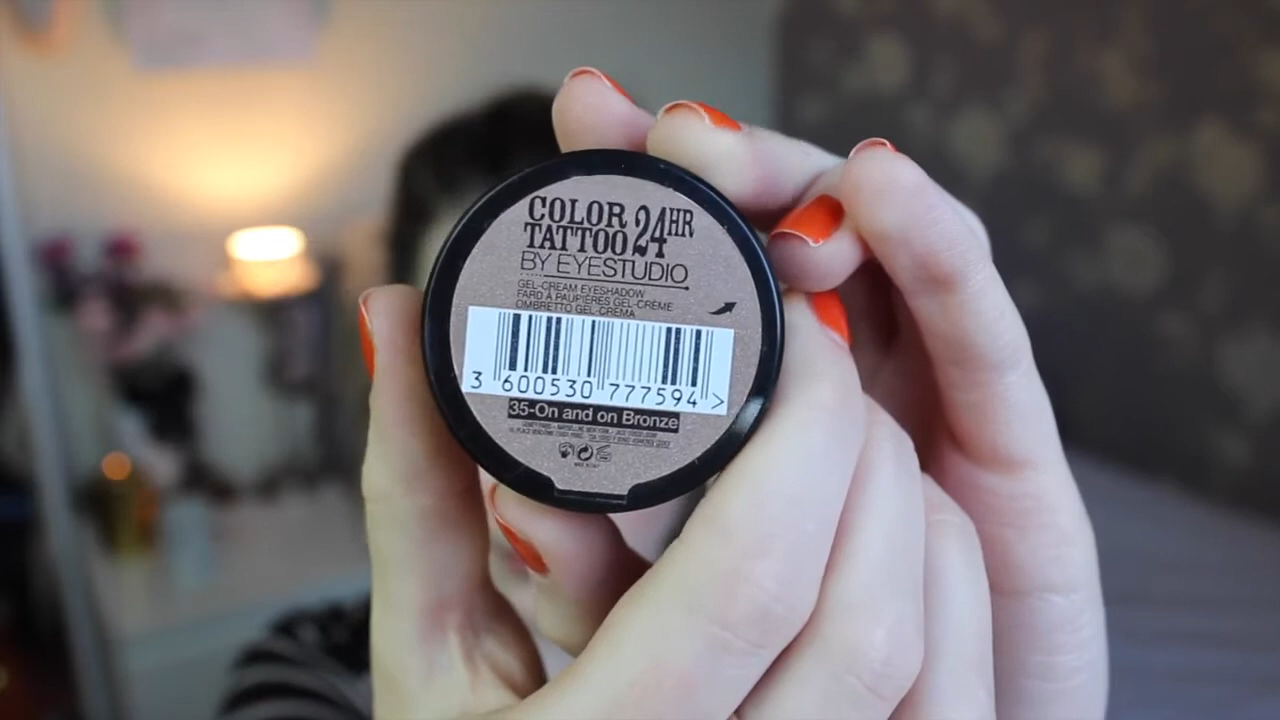 COLOR 24HR
TATTOO
BY EYESTUDIO
GEL-CREAM EYESHADOW
FARD À PAUPIÈRES GEL-CRÈME
OMBRETTO GEL-CREMA
3 600530 777594 >
35-On and on Bronze